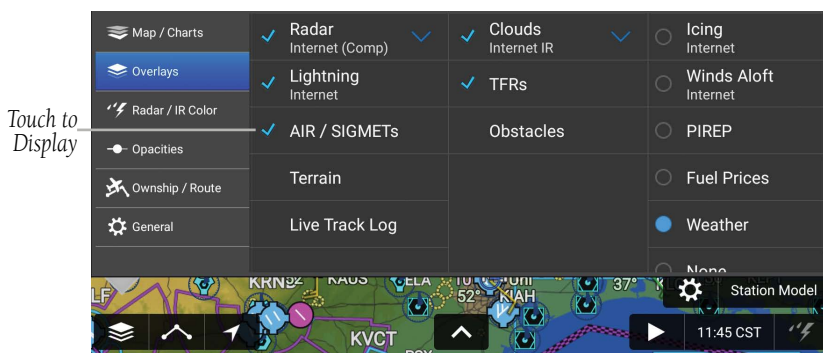 Touch to
Display
Map / Charts
Overlays
Radar / IR Color
Opacities
Ownship / Route
General
Radar
Internet (Comp)
Lightning
Internet
AIR / SIGMETs
Terrain
Live Track Log
Clouds
Internet IR
TFRs
Obstacles
Icing
Internet
Winds Aloft
Internet
PIREP
Fuel Prices
Weather
None
KAUS
52°
KIAH
37°
KVCT
Station Model
11:45 CST